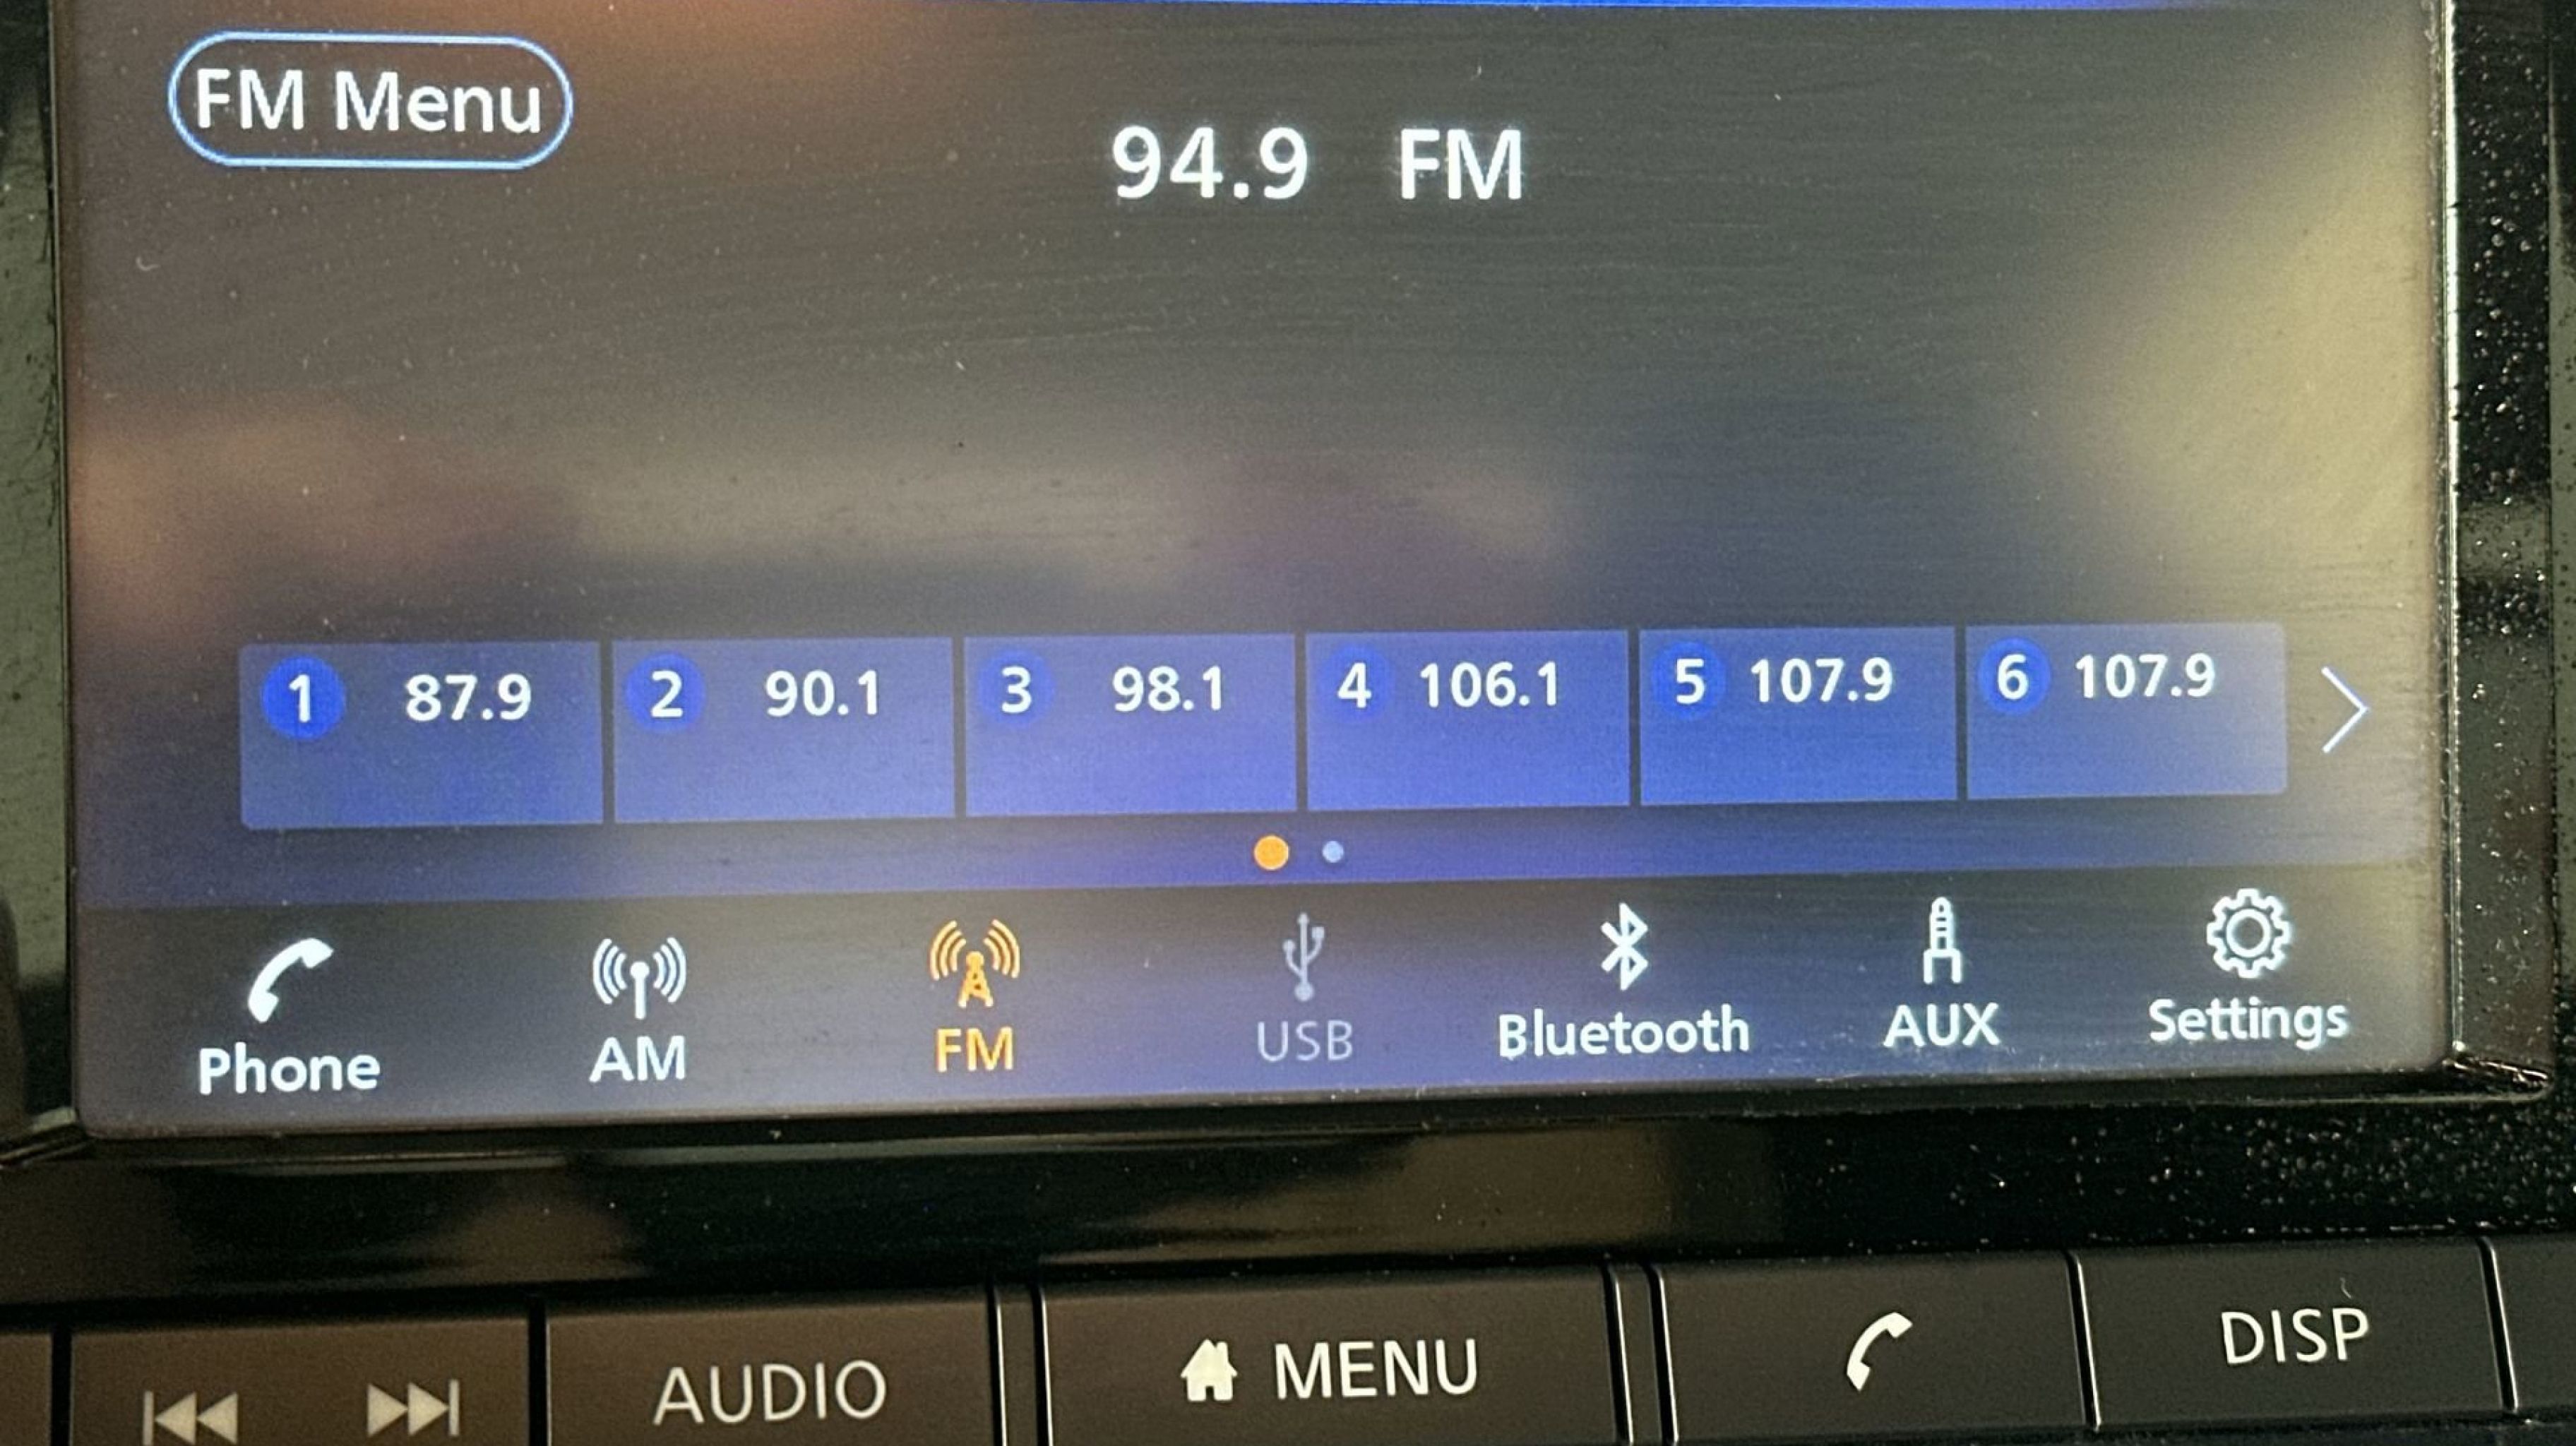 FM Menu
94.9 FM
1 87.9 2 90.1 3 98.1 4 106.1 5 107.9 6 107.9
Phone AM FM USB Bluetooth AUX Settings
AUDIO MENU DISP